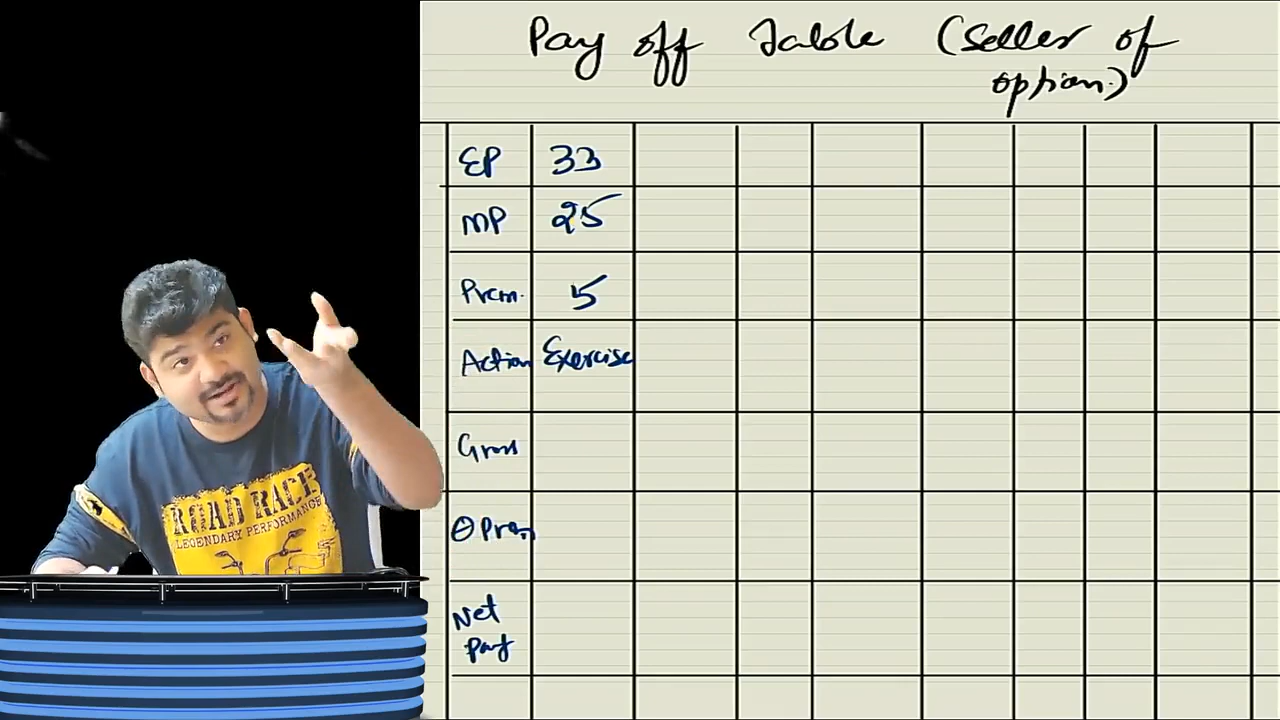 Pay off Table (Seller of
option.)
EP 33
MP 25
Prem. 5
Action Exercise
Gross
⊖ Prem
Net
Pay
ROAD RACE
LEGENDARY PERFORMANCE